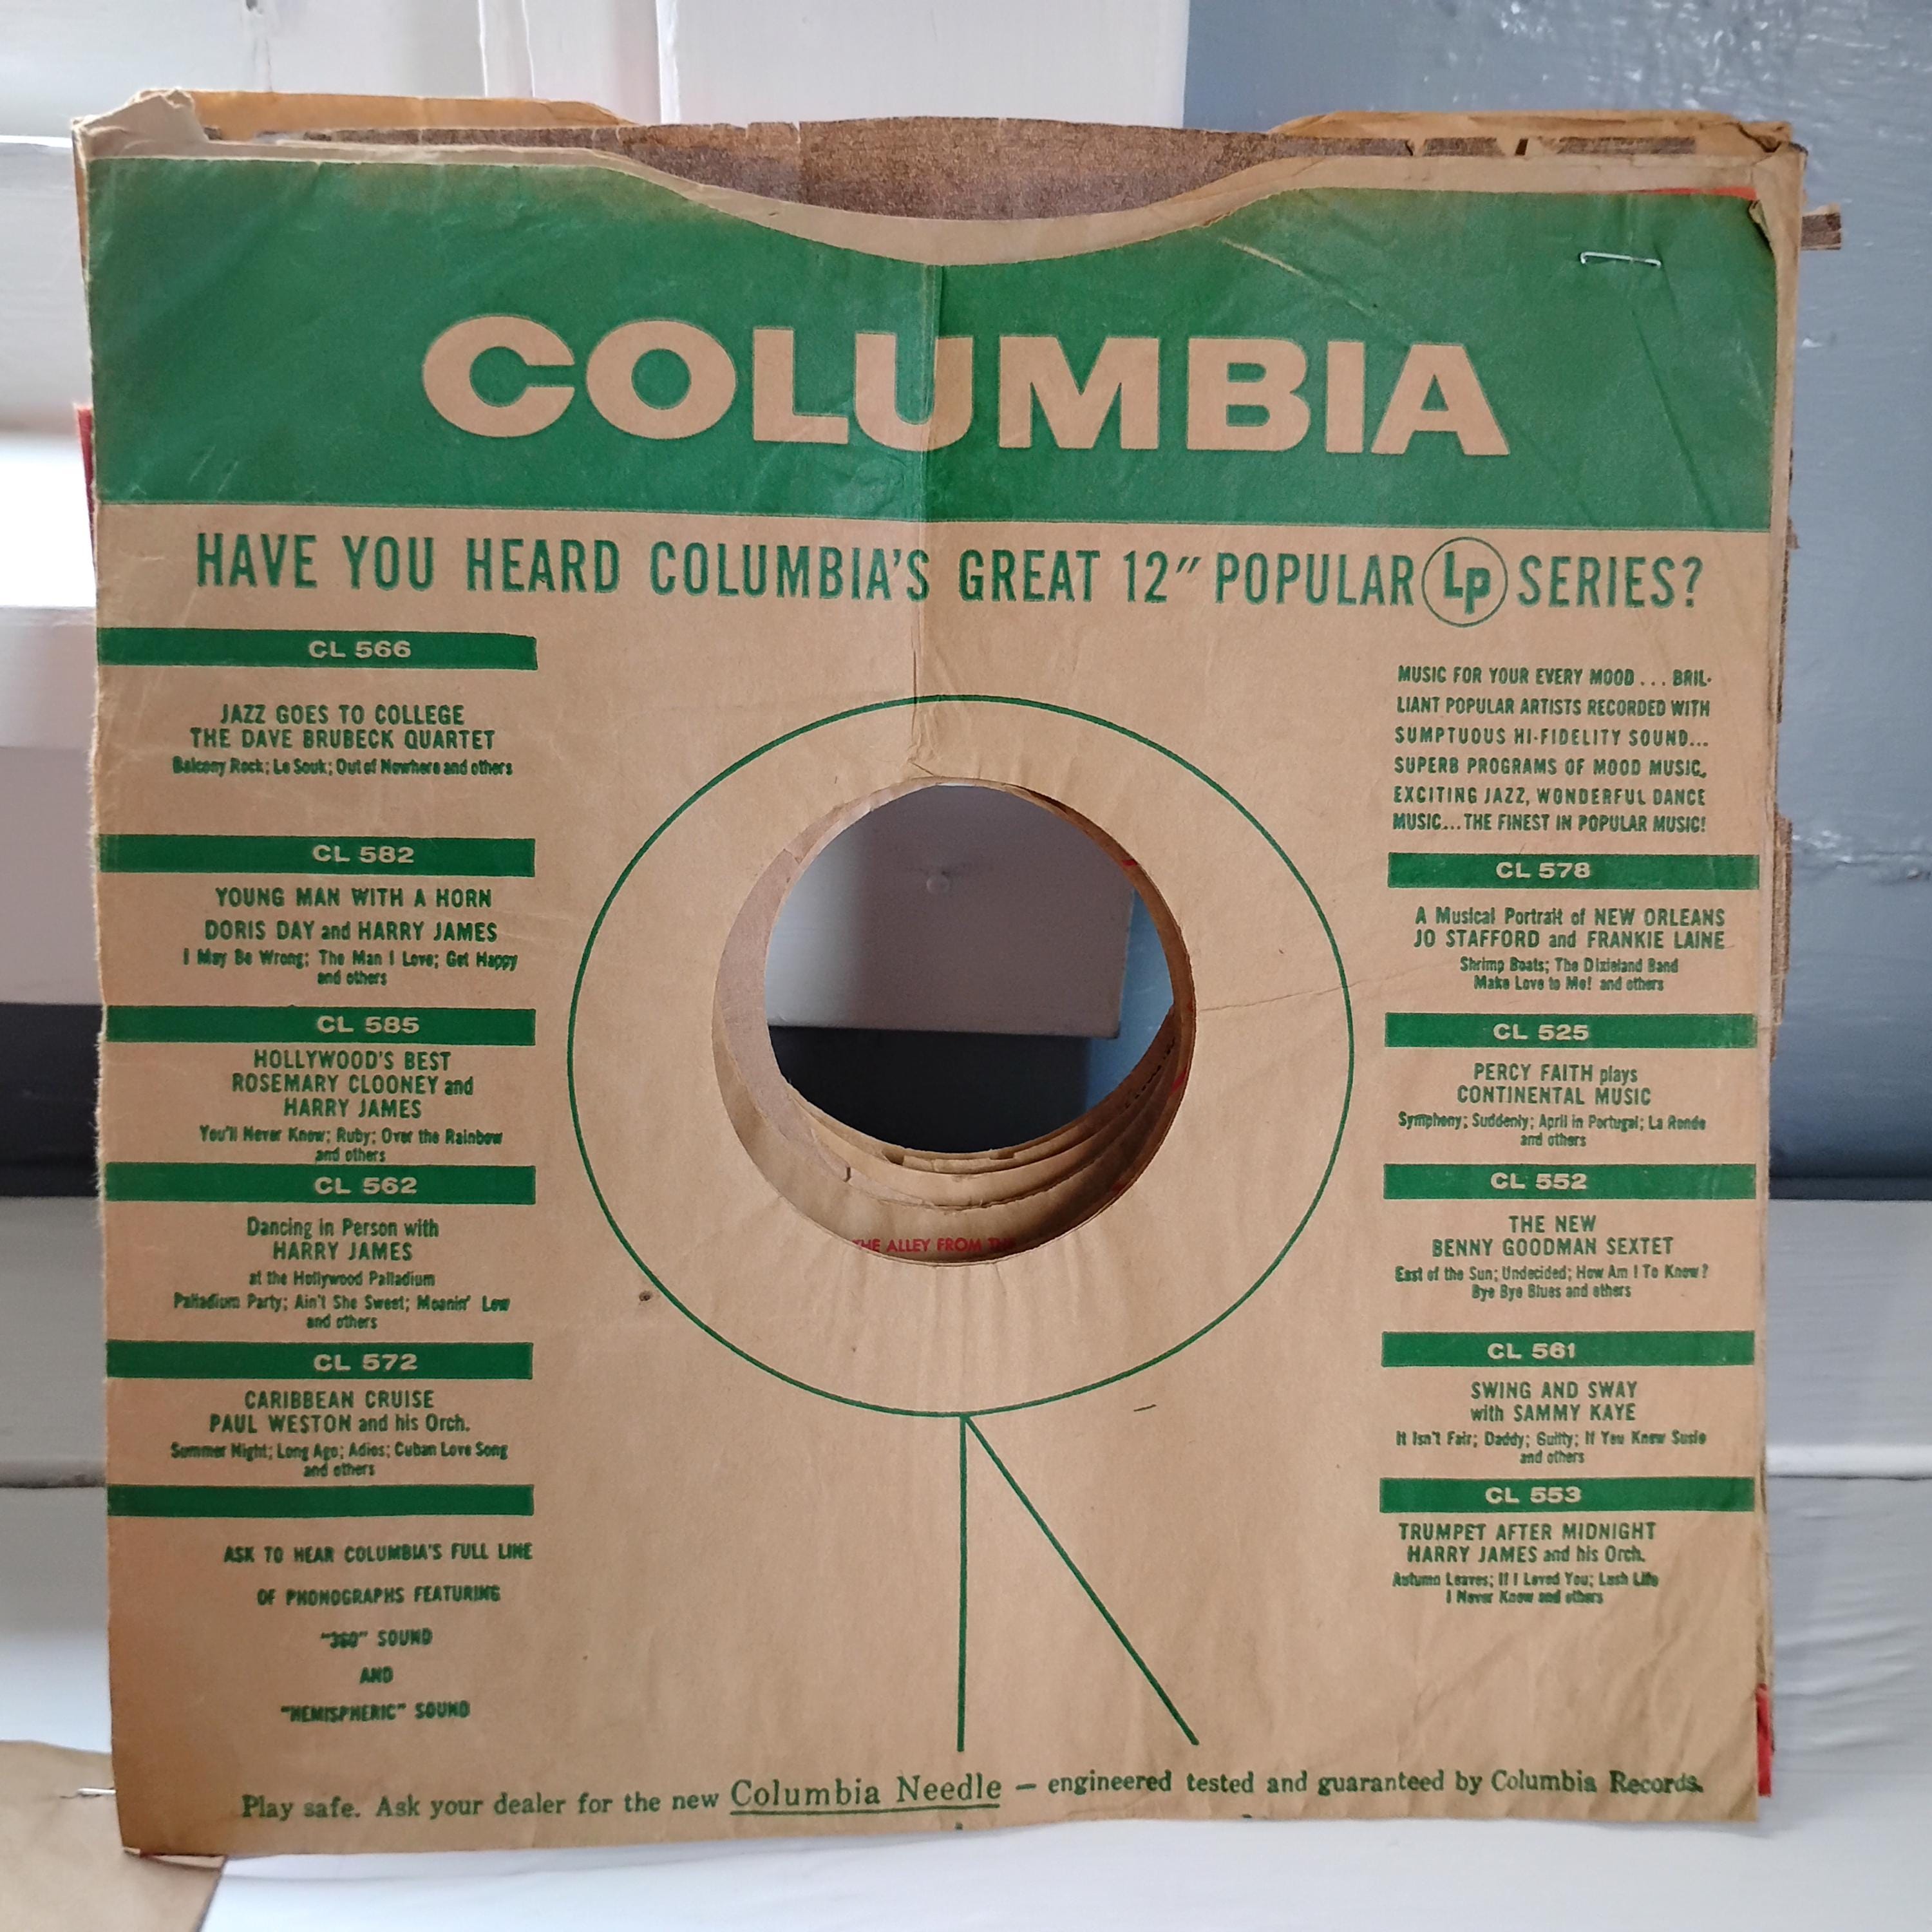 COLUMBIA
HAVE YOU HEARD COLUMBIA'S GREAT 12" POPULAR Lp SERIES?
CL 566
JAZZ GOES TO COLLEGE
THE DAVE BRUBECK QUARTET
Balcony Rock; Le Souk; Out of Nowhere and others
CL 582
YOUNG MAN WITH A HORN
DORIS DAY and HARRY JAMES
I May Be Wrong; The Man I Love; Get Happy
and others
CL 585
HOLLYWOOD'S BEST
ROSEMARY CLOONEY and
HARRY JAMES
You'll Never Know; Ruby; Over the Rainbow
and others
CL 562
Dancing in Person with
HARRY JAMES
at the Hollywood Palladium
Palladium Party; Ain't She Sweet; Moanin' Low
and others
CL 572
CARIBBEAN CRUISE
PAUL WESTON and his Orch.
Summer Night; Long Ago; Adios; Cuban Love Song
and others
ASK TO HEAR COLUMBIA'S FULL LINE
OF PHONOGRAPHS FEATURING
"360" SOUND
AND
"HEMISPHERIC" SOUND
MUSIC FOR YOUR EVERY MOOD . . . BRIL-
LIANT POPULAR ARTISTS RECORDED WITH
SUMPTUOUS HI-FIDELITY SOUND...
SUPERB PROGRAMS OF MOOD MUSIC,
EXCITING JAZZ, WONDERFUL DANCE
MUSIC...THE FINEST IN POPULAR MUSIC!
CL 578
A Musical Portrait of NEW ORLEANS
JO STAFFORD and FRANKIE LAINE
Shrimp Boats; The Dixieland Band
Make Love to Me! and others
CL 525
PERCY FAITH plays
CONTINENTAL MUSIC
Symphony; Suddenly; April in Portugal; La Ronde
and others
CL 552
THE NEW
BENNY GOODMAN SEXTET
East of the Sun; Undecided; How Am I To Know?
Bye Bye Blues and others
CL 561
SWING AND SWAY
with SAMMY KAYE
It Isn't Fair; Daddy; Guilty; If You Knew Susie
and others
CL 553
TRUMPET AFTER MIDNIGHT
HARRY JAMES and his Orch.
Autumn Leaves; If I Loved You; Lush Life
I Never Know and others
ALLEY FROM
Play safe. Ask your dealer for the new Columbia Needle — engineered tested and guaranteed by Columbia Records.